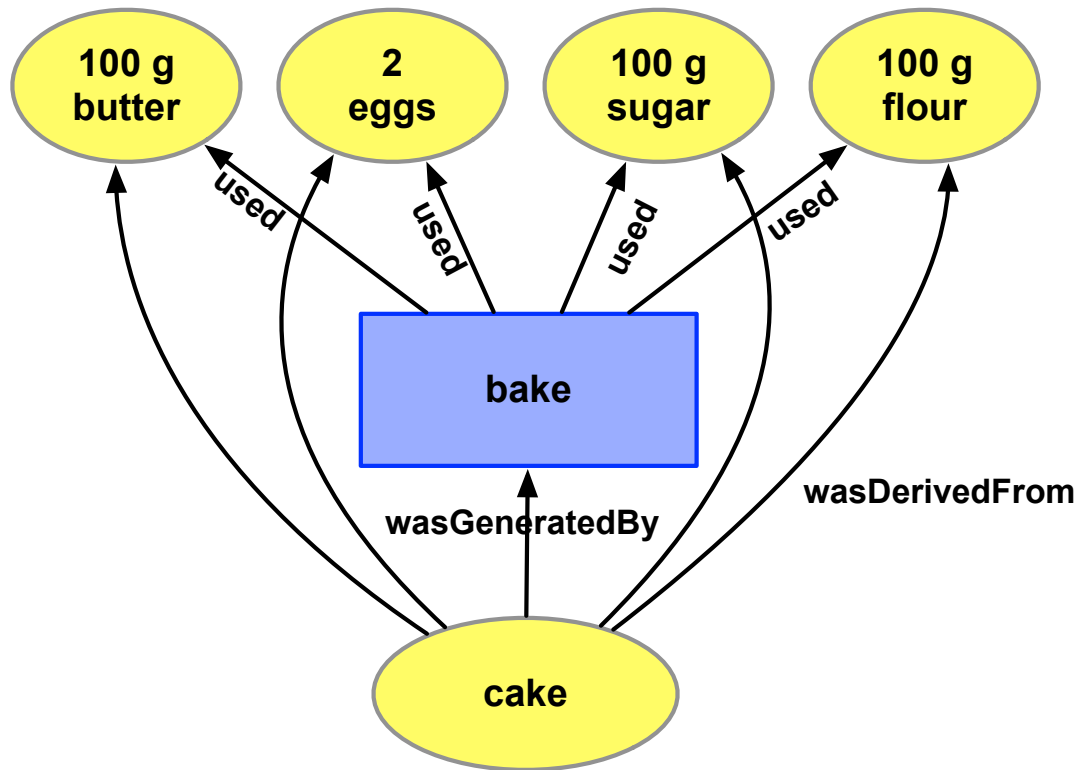 100 g
butter
2
eggs
100 g
sugar
100 g
flour
used
used
used
used
bake
wasDerivedFrom
wasGeneratedBy
cake